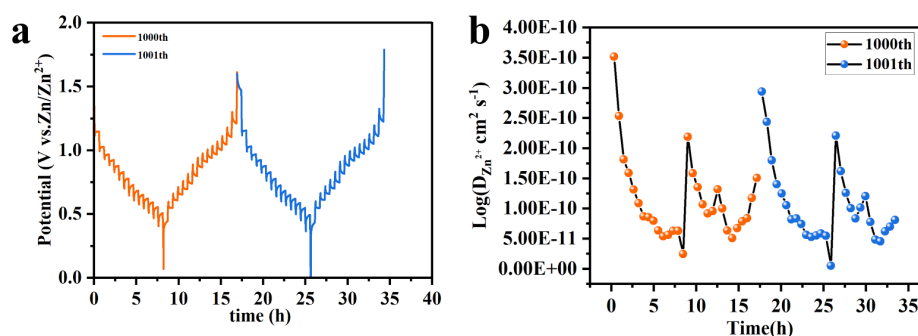 a
2.0
1.5
1.0
0.5
0.0
Potential (V vs.Zn/Zn²⁺)
1000th
1001th
0 5 10 15 20 25 30 35 40
time (h)
b
4.00E-10
3.50E-10
3.00E-10
2.50E-10
2.00E-10
1.50E-10
1.00E-10
5.00E-11
0.00E+00
Log(D_Zn²⁺ cm² s⁻¹)
1000th
1001th
0 5 10 15 20 25 30 35
Time(h)